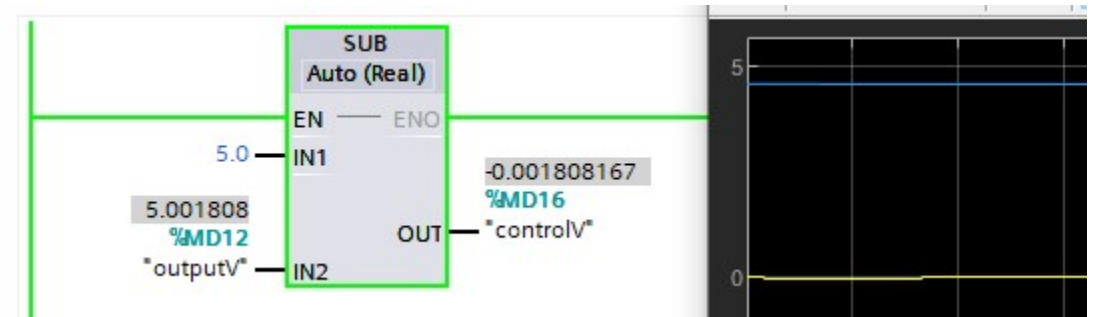 SUB
Auto (Real)
EN
ENO
5.0
IN1
5.001808
%MD12
"outputV"
IN2
-0.001808167
%MD16
OUT
"controlV"
5
0